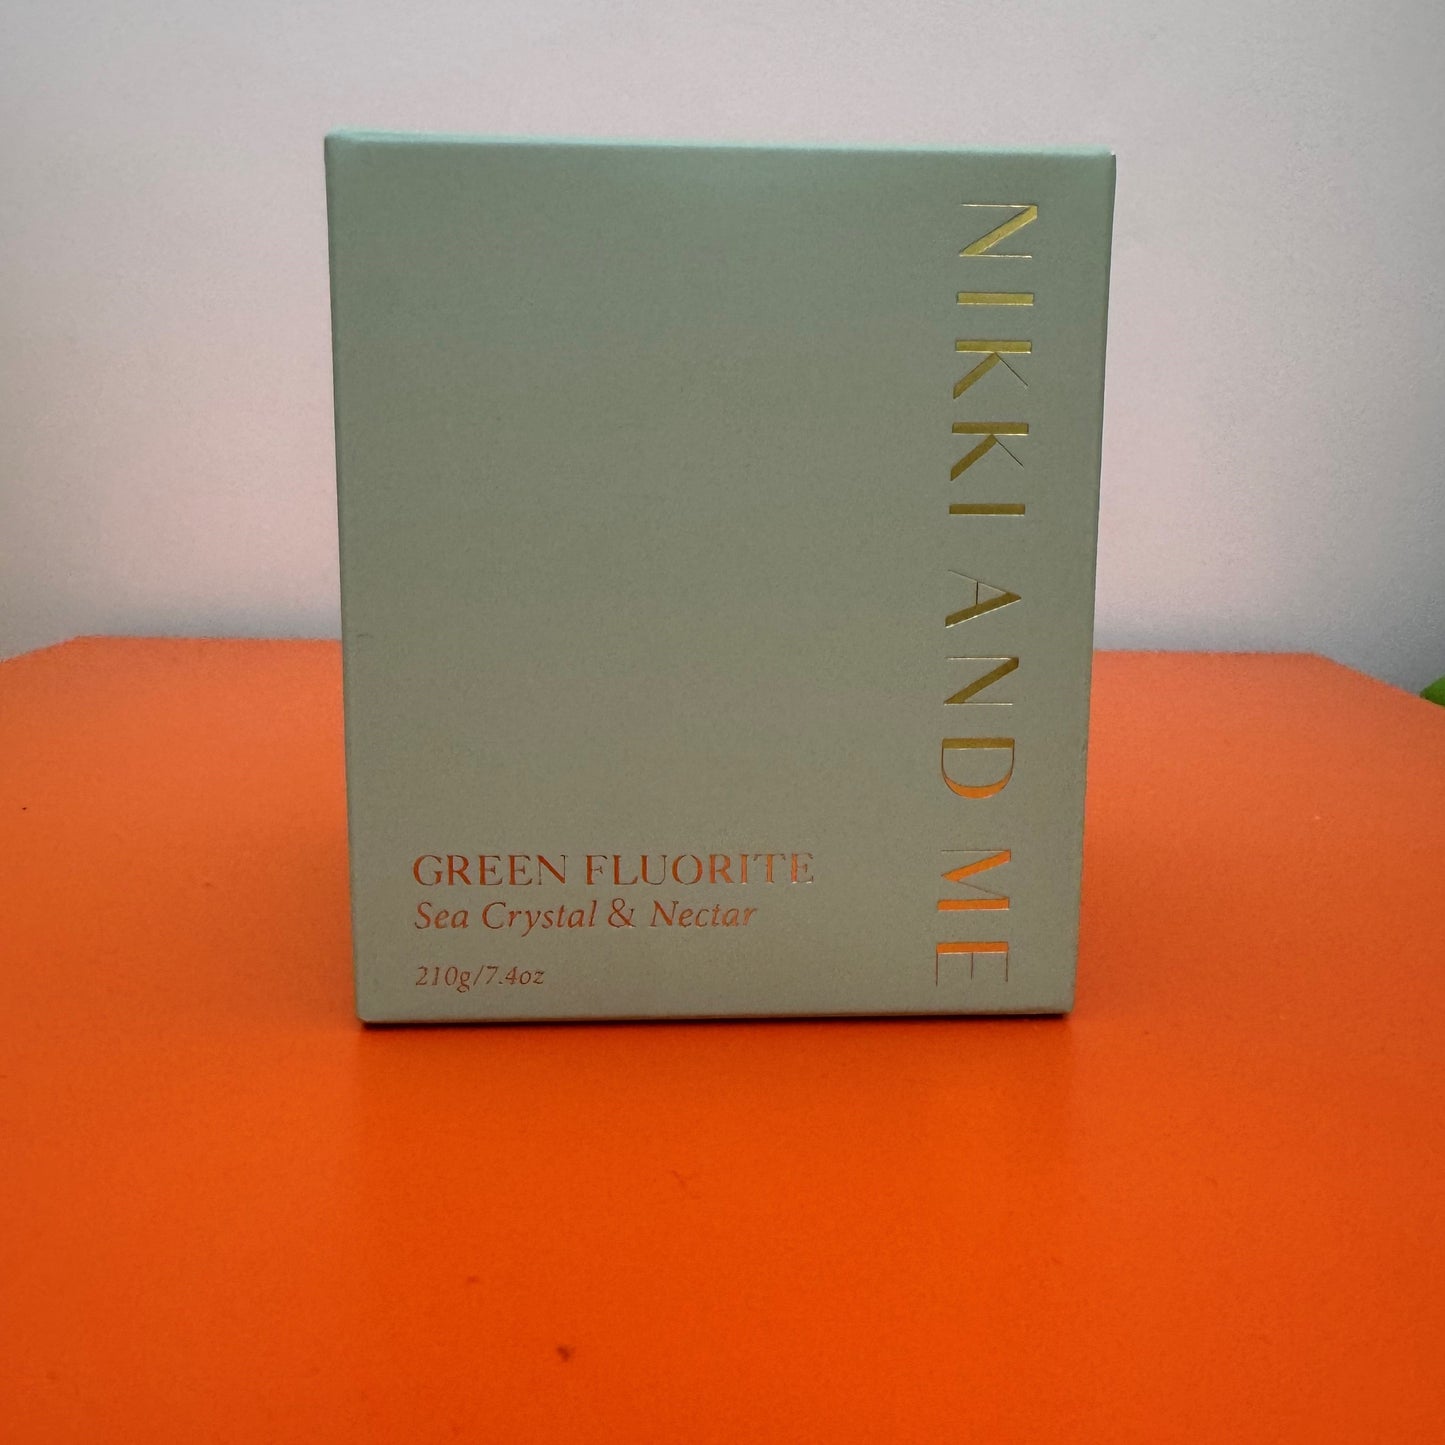 NIKKI AND ME
GREEN FLUORITE
Sea Crystal & Nectar
210g/7.4oz